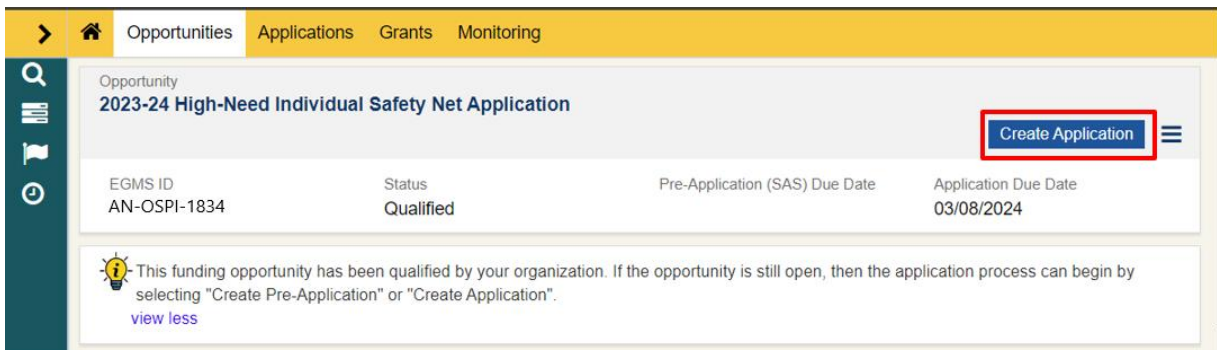 Opportunities Applications Grants Monitoring
Opportunity
2023-24 High-Need Individual Safety Net Application
Create Application
EGMS ID Status Pre-Application (SAS) Due Date Application Due Date
AN-OSPI-1834 Qualified 03/08/2024
This funding opportunity has been qualified by your organization. If the opportunity is still open, then the application process can begin by
selecting "Create Pre-Application" or "Create Application".
view less